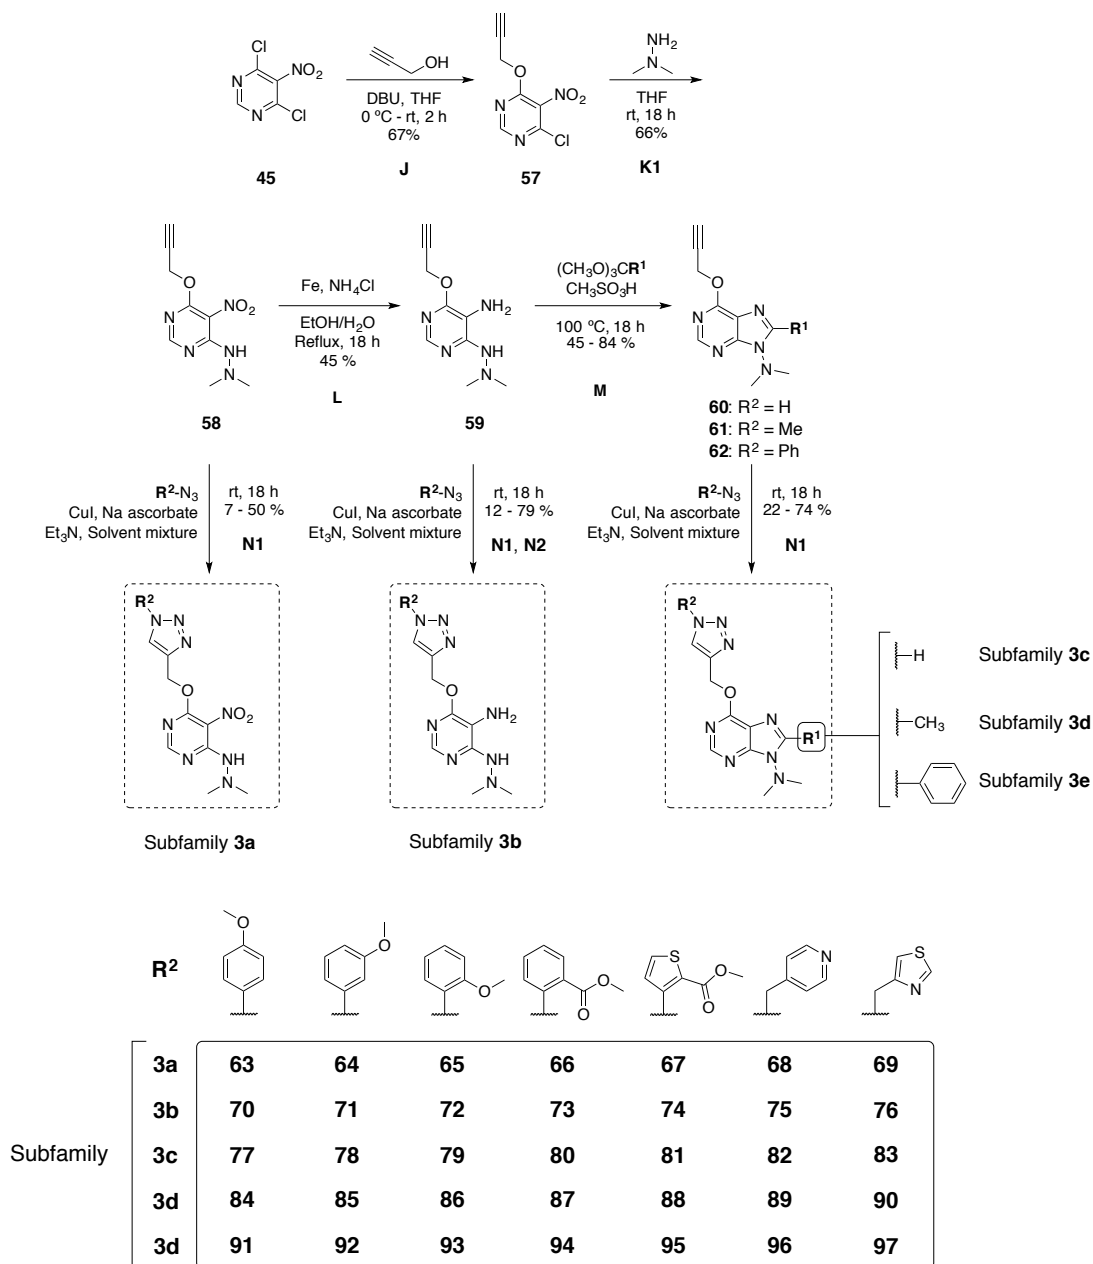 Cl
N
NO2
N
Cl
45
OH
DBU, THF
0 ºC - rt, 2 h
67%
J
O
N
NO2
N
Cl
57
NH2
N
THF
rt, 18 h
66%
K1
O
N
NO2
N
NH
N
58
Fe, NH4Cl
EtOH/H2O
Reflux, 18 h
45 %
L
O
N
NH2
N
NH
N
59
(CH3O)3CR1
CH3SO3H
100 ºC, 18 h
45 - 84 %
M
O
N
N
R1
N
N
N
60: R2 = H
61: R2 = Me
62: R2 = Ph
R2-N3
CuI, Na ascorbate
Et3N, Solvent mixture
rt, 18 h
7 - 50 %
N1
R2-N3
CuI, Na ascorbate
Et3N, Solvent mixture
rt, 18 h
12 - 79 %
N1, N2
R2-N3
CuI, Na ascorbate
Et3N, Solvent mixture
rt, 18 h
22 - 74 %
N1
R2
N N
N
O
N
NO2
N
NH
N
Subfamily 3a
R2
N N
N
O
N
NH2
N
NH
N
Subfamily 3b
R2
N N
N
O
N
N
R1
N
N
N
H Subfamily 3c
CH3 Subfamily 3d
Subfamily 3e
R2
O
O
O
O
O
S
O
O
N
S
N
3a 63 64 65 66 67 68 69
3b 70 71 72 73 74 75 76
Subfamily 3c 77 78 79 80 81 82 83
3d 84 85 86 87 88 89 90
3d 91 92 93 94 95 96 97